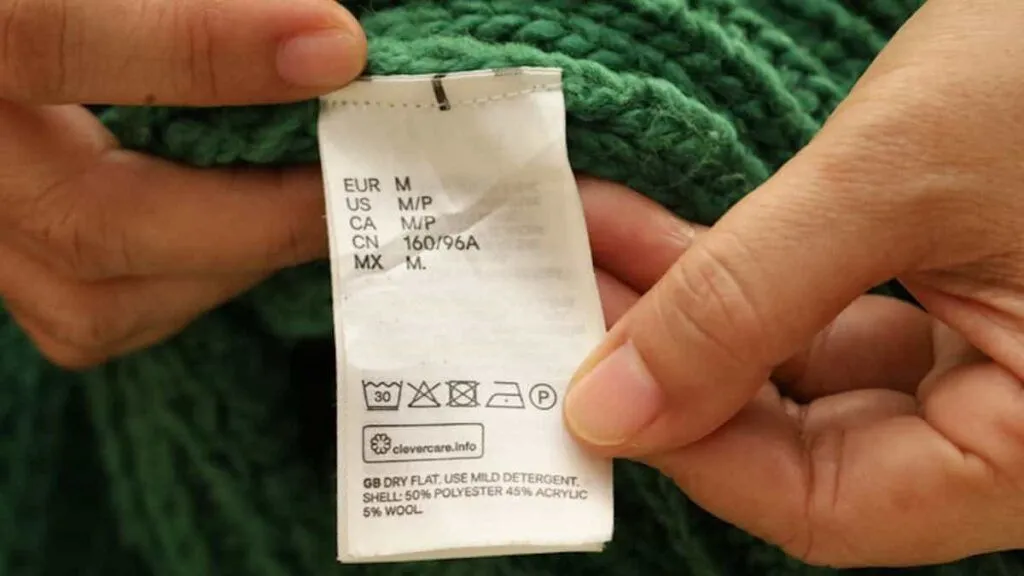 EUR M
US M/P
CA M/P
CN 160/96A
MX M.
30 P
clevercare.info
GB DRY FLAT. USE MILD DETERGENT.
SHELL: 50% POLYESTER 45% ACRYLIC
5% WOOL.